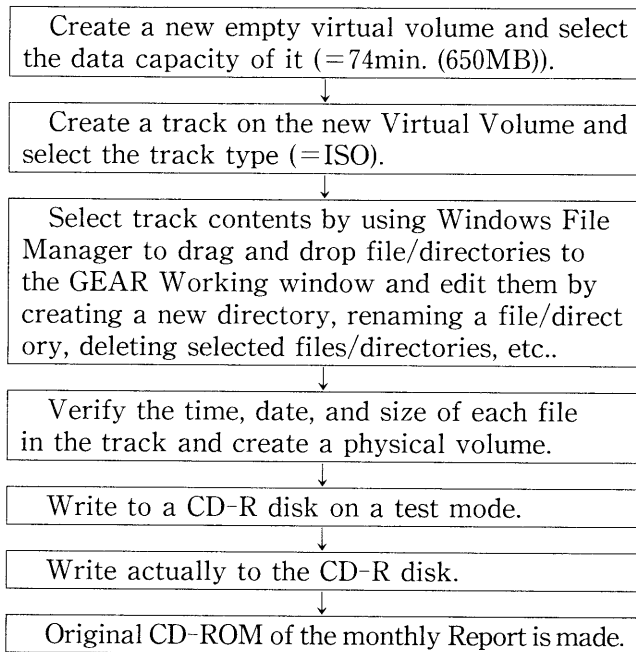 Create a new empty virtual volume and select
the data capacity of it (=74min. (650MB)).
Create a track on the new Virtual Volume and
select the track type (=ISO).
Select track contents by using Windows File
Manager to drag and drop file/directories to
the GEAR Working window and edit them by
creating a new directory, renaming a file/direct
ory, deleting selected files/directories, etc..
Verify the time, date, and size of each file
in the track and create a physical volume.
Write to a CD-R disk on a test mode.
Write actually to the CD-R disk.
Original CD-ROM of the monthly Report is made.